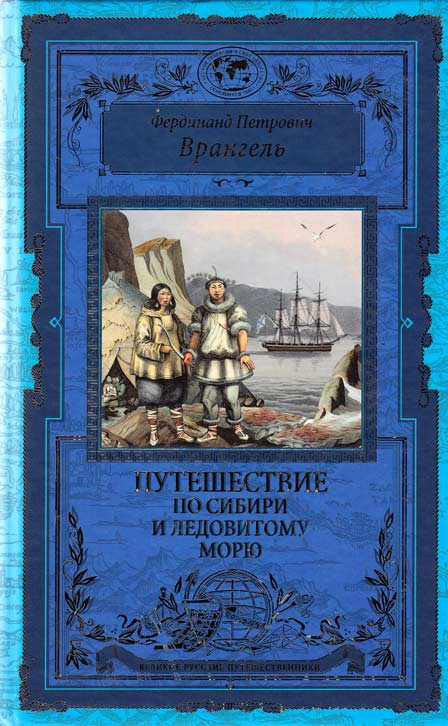 Фердинанд Петрович
Врангель
ПУТЕШЕСТВИЕ
ПО СИБИРИ
И ЛЕДОВИТОМУ
МОРЮ
ВЕЛИКИЕ РУССКИЕ ПУТЕШЕСТВЕННИКИ